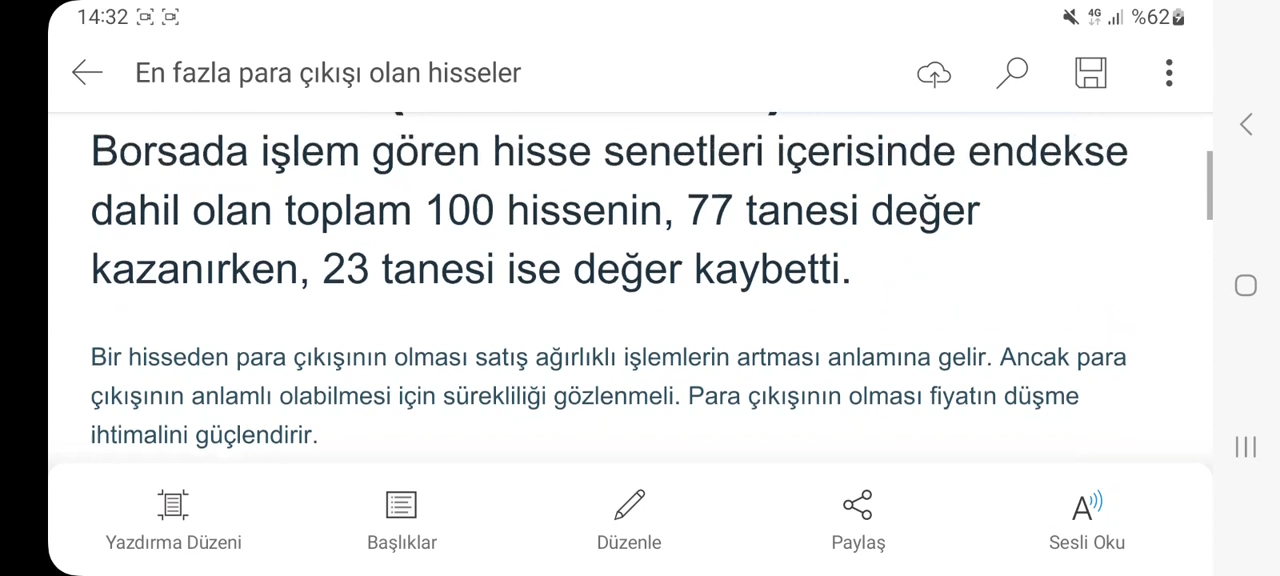 14:32 4G %62
En fazla para çıkışı olan hisseler
Borsada işlem gören hisse senetleri içerisinde endekse
dahil olan toplam 100 hissenin, 77 tanesi değer
kazanırken, 23 tanesi ise değer kaybetti.
Bir hisseden para çıkışının olması satış ağırlıklı işlemlerin artması anlamına gelir. Ancak para
çıkışının anlamlı olabilmesi için sürekliliği gözlenmeli. Para çıkışının olması fiyatın düşme
ihtimalini güçlendirir.
Yazdırma Düzeni Başlıklar Düzenle Paylaş Sesli Oku